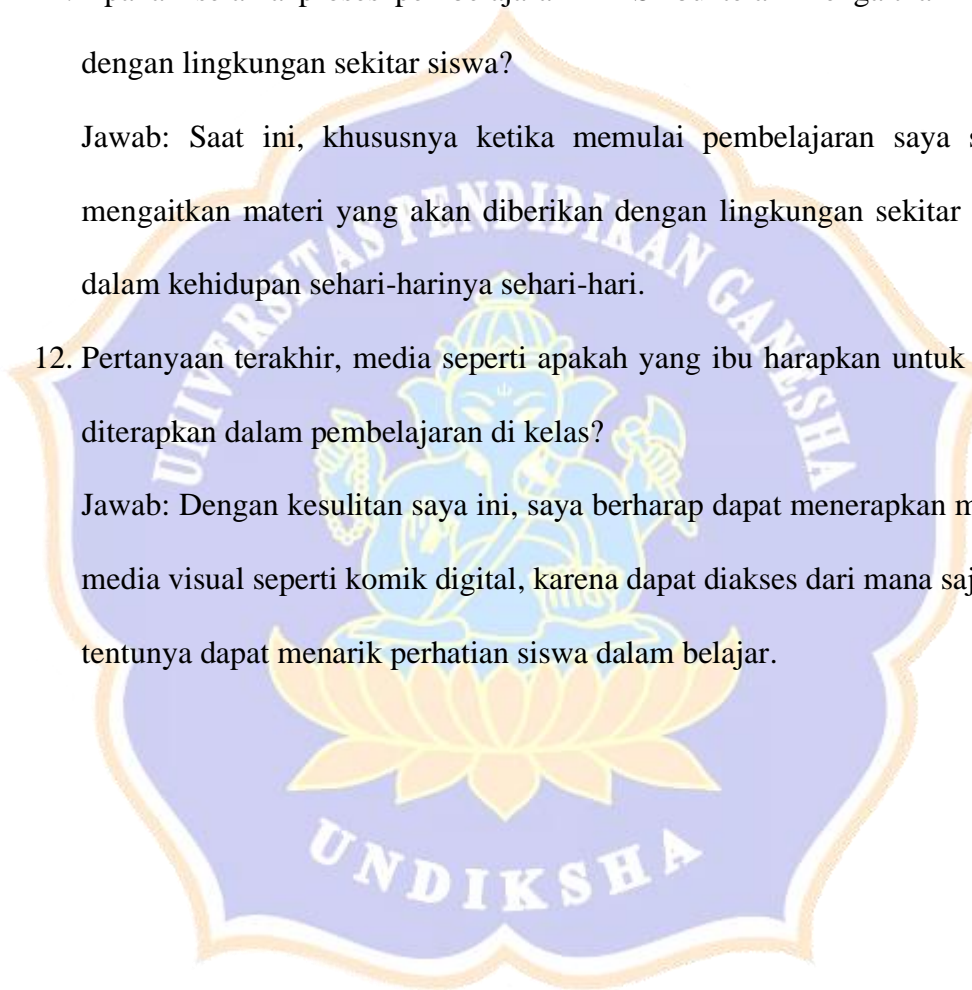 dengan lingkungan sekitar siswa?
Jawab: Saat ini, khususnya ketika memulai pembelajaran saya
mengaitkan materi yang akan diberikan dengan lingkungan sekitar
dalam kehidupan sehari-harinya sehari-hari.
12. Pertanyaan terakhir, media seperti apakah yang ibu harapkan untuk
diterapkan dalam pembelajaran di kelas?
Jawab: Dengan kesulitan saya ini, saya berharap dapat menerapkan
media visual seperti komik digital, karena dapat diakses dari mana
tentunya dapat menarik perhatian siswa dalam belajar.
UNIVERSITAS PENDIDIKAN GANESHA
UNDIKSHA